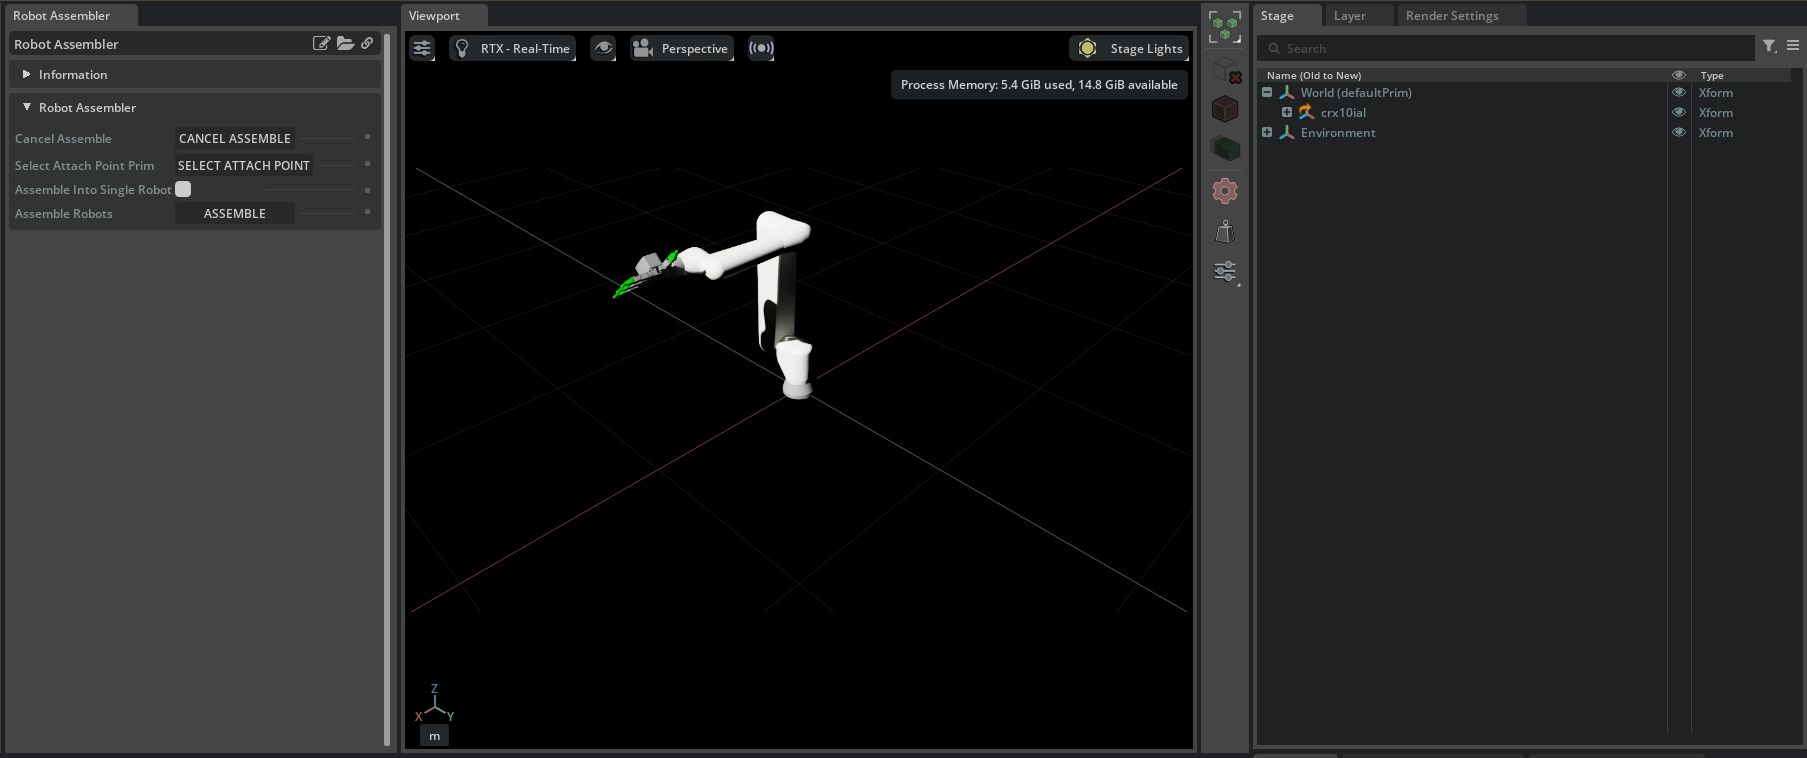 Robot Assembler
Robot Assembler
Information
Robot Assembler
Cancel Assemble CANCEL ASSEMBLE
Select Attach Point Prim SELECT ATTACH POINT
Assemble Into Single Robot
Assemble Robots ASSEMBLE
Viewport
RTX - Real-Time Perspective Stage Lights
Process Memory: 5.4 GiB used, 14.8 GiB available
Z
X Y
m
Stage Layer Render Settings
Search
Name (Old to New) Type
World (defaultPrim) Xform
crx10ial Xform
Environment Xform